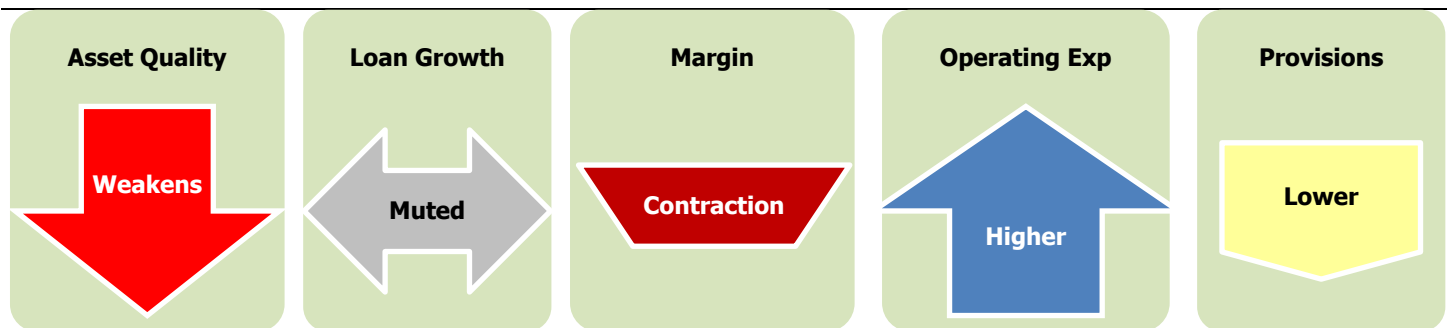 Asset Quality
Loan Growth
Margin
Operating Exp
Provisions
Weakens
Muted
Contraction
Higher
Lower